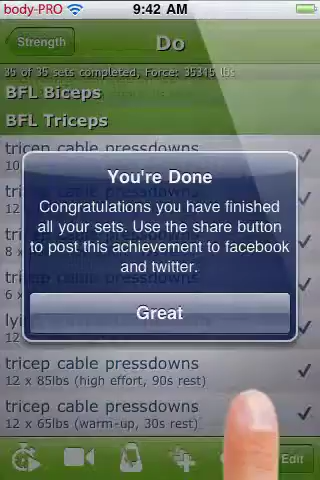 body-PRO 9:42 AM
Strength Do
35 of 35 sets completed, Force: 35315 lbs
BFL Biceps
BFL Triceps
tricep cable pressdowns
You're Done
Congratulations you have finished
all your sets. Use the share button
to post this achievement to facebook
and twitter.
Great
tricep cable pressdowns
12 x 85lbs (high effort, 90s rest)
tricep cable pressdowns
12 x 65lbs (warm-up, 30s rest)
Edit